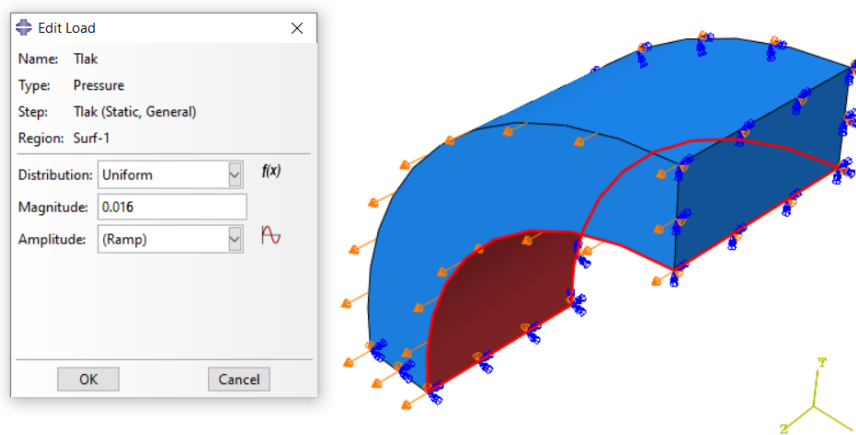 Edit Load
Name: Tlak
Type: Pressure
Step: Tlak (Static, General)
Region: Surf-1
Distribution: Uniform f(x)
Magnitude: 0.016
Amplitude: (Ramp)
OK Cancel
Y
Z